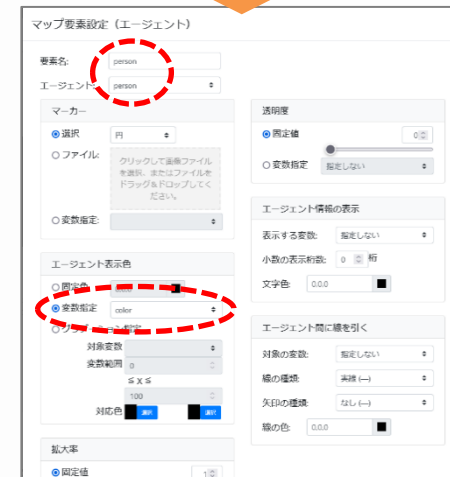 マップ要素設定（エージェント）
要素名: person
エージェント: person
マーカー
選択 円
ファイル: クリックして画像ファイル
を選択、またはファイルを
ドラッグ&ドロップしてく
ださい。
変数指定:
エージェント表示色
固定色
変数指定 color
対象変数
変数範囲 0
≤ x ≤
100
対応色 選択 選択
拡大率
固定値 1
透明度
固定値 0
変数指定 指定しない
エージェント情報の表示
表示する変数: 指定しない
小数の表示桁数: 0 桁
文字色: 0,0,0
エージェント間に線を引く
対象の変数: 指定しない
線の種類: 実線 (—)
矢印の種類: なし (—)
線の色: 0,0,0